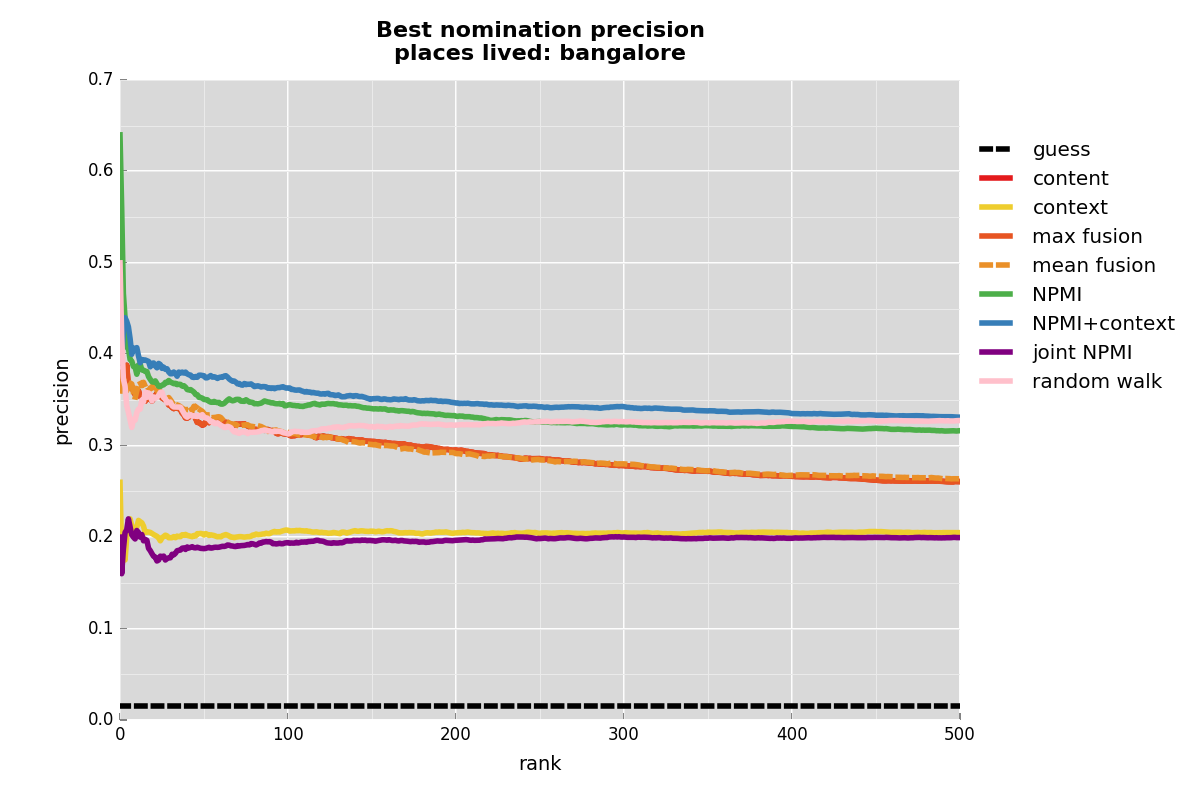 Best nomination precision
places lived: bangalore
precision
0.7
0.6
0.5
0.4
0.3
0.2
0.1
0.0
0
100
200
300
400
500
rank
guess
content
context
max fusion
mean fusion
NPMI
NPMI+context
joint NPMI
random walk